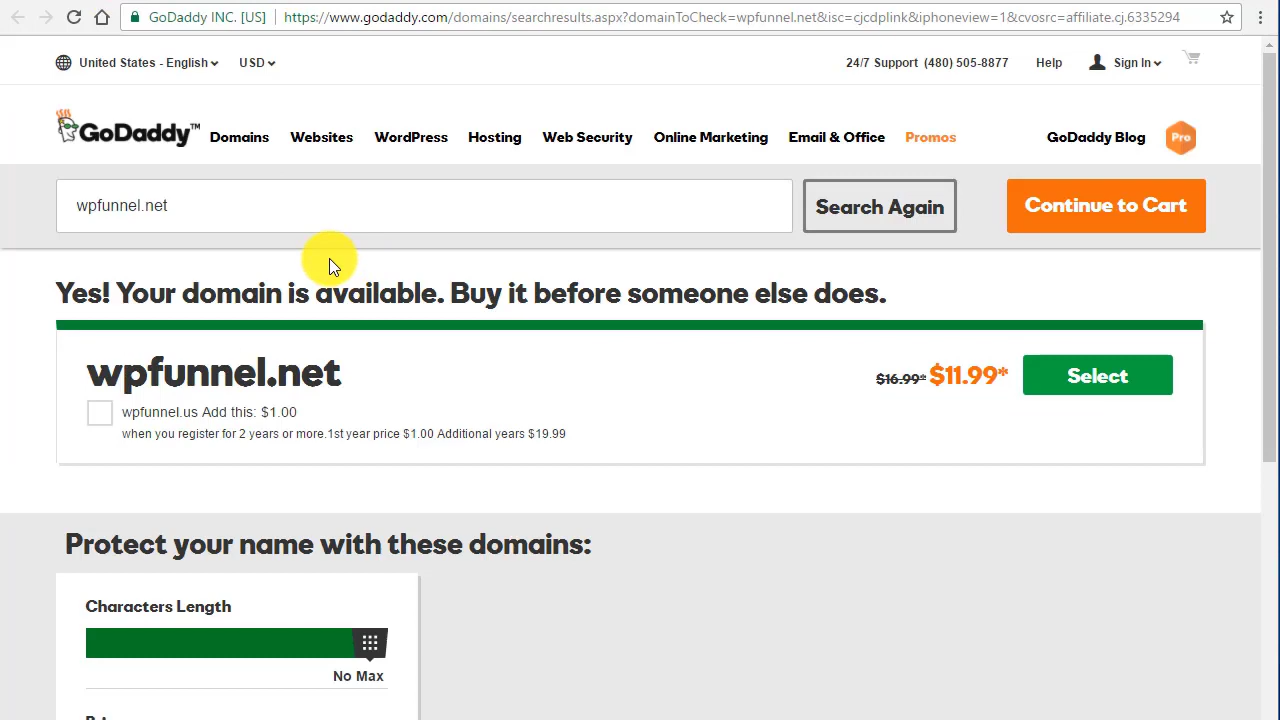 GoDaddy INC. [US] https://www.godaddy.com/domains/searchresults.aspx?domainToCheck=wpfunnel.net&isc=cjcdplink&iphoneview=1&cvosrc=affiliate.cj.6335294
United States - English USD 24/7 Support (480) 505-8877 Help Sign In
GoDaddy™ Domains Websites WordPress Hosting Web Security Online Marketing Email & Office Promos GoDaddy Blog Pro
wpfunnel.net Search Again Continue to Cart
Yes! Your domain is available. Buy it before someone else does.
wpfunnel.net $16.99* $11.99* Select
wpfunnel.us Add this: $1.00
when you register for 2 years or more.1st year price $1.00 Additional years $19.99
Protect your name with these domains:
Characters Length
No Max